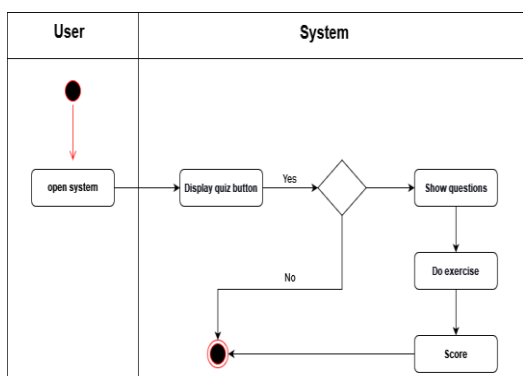 User
System
open system
Display quiz button
Yes
Show questions
Do exercise
No
Score